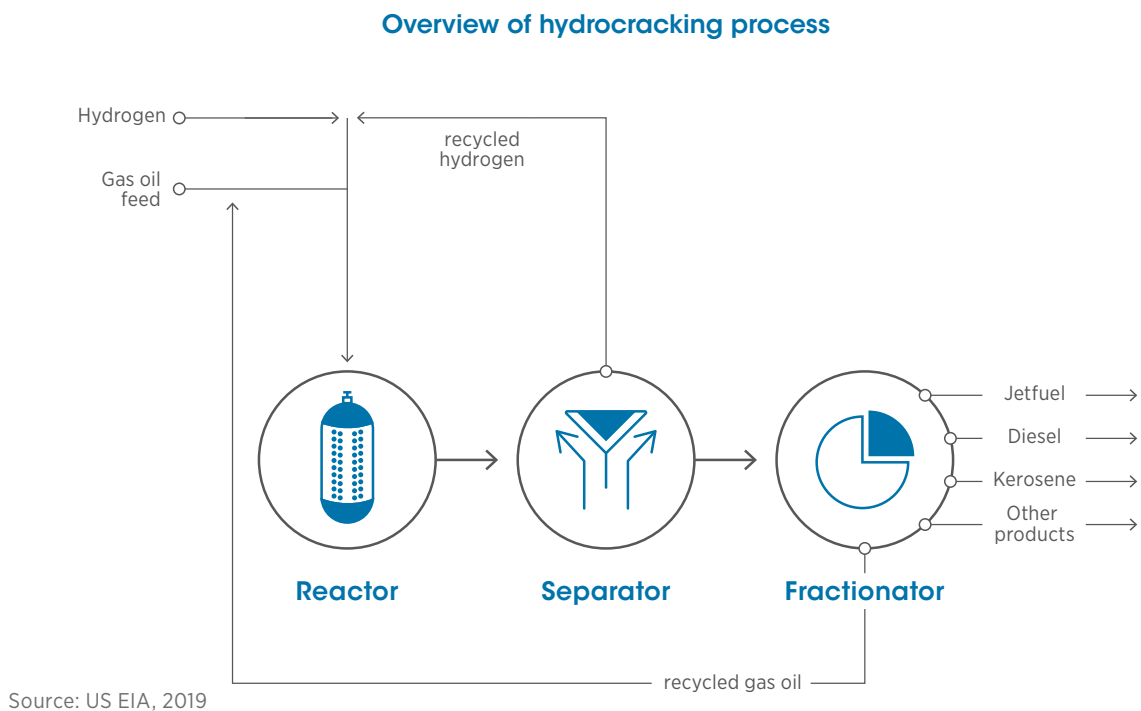 Overview of hydrocracking process
Hydrogen
recycled
hydrogen
Gas oil
feed
Jetfuel
Diesel
Kerosene
Other
products
Reactor
Separator
Fractionator
recycled gas oil
Source: US EIA, 2019